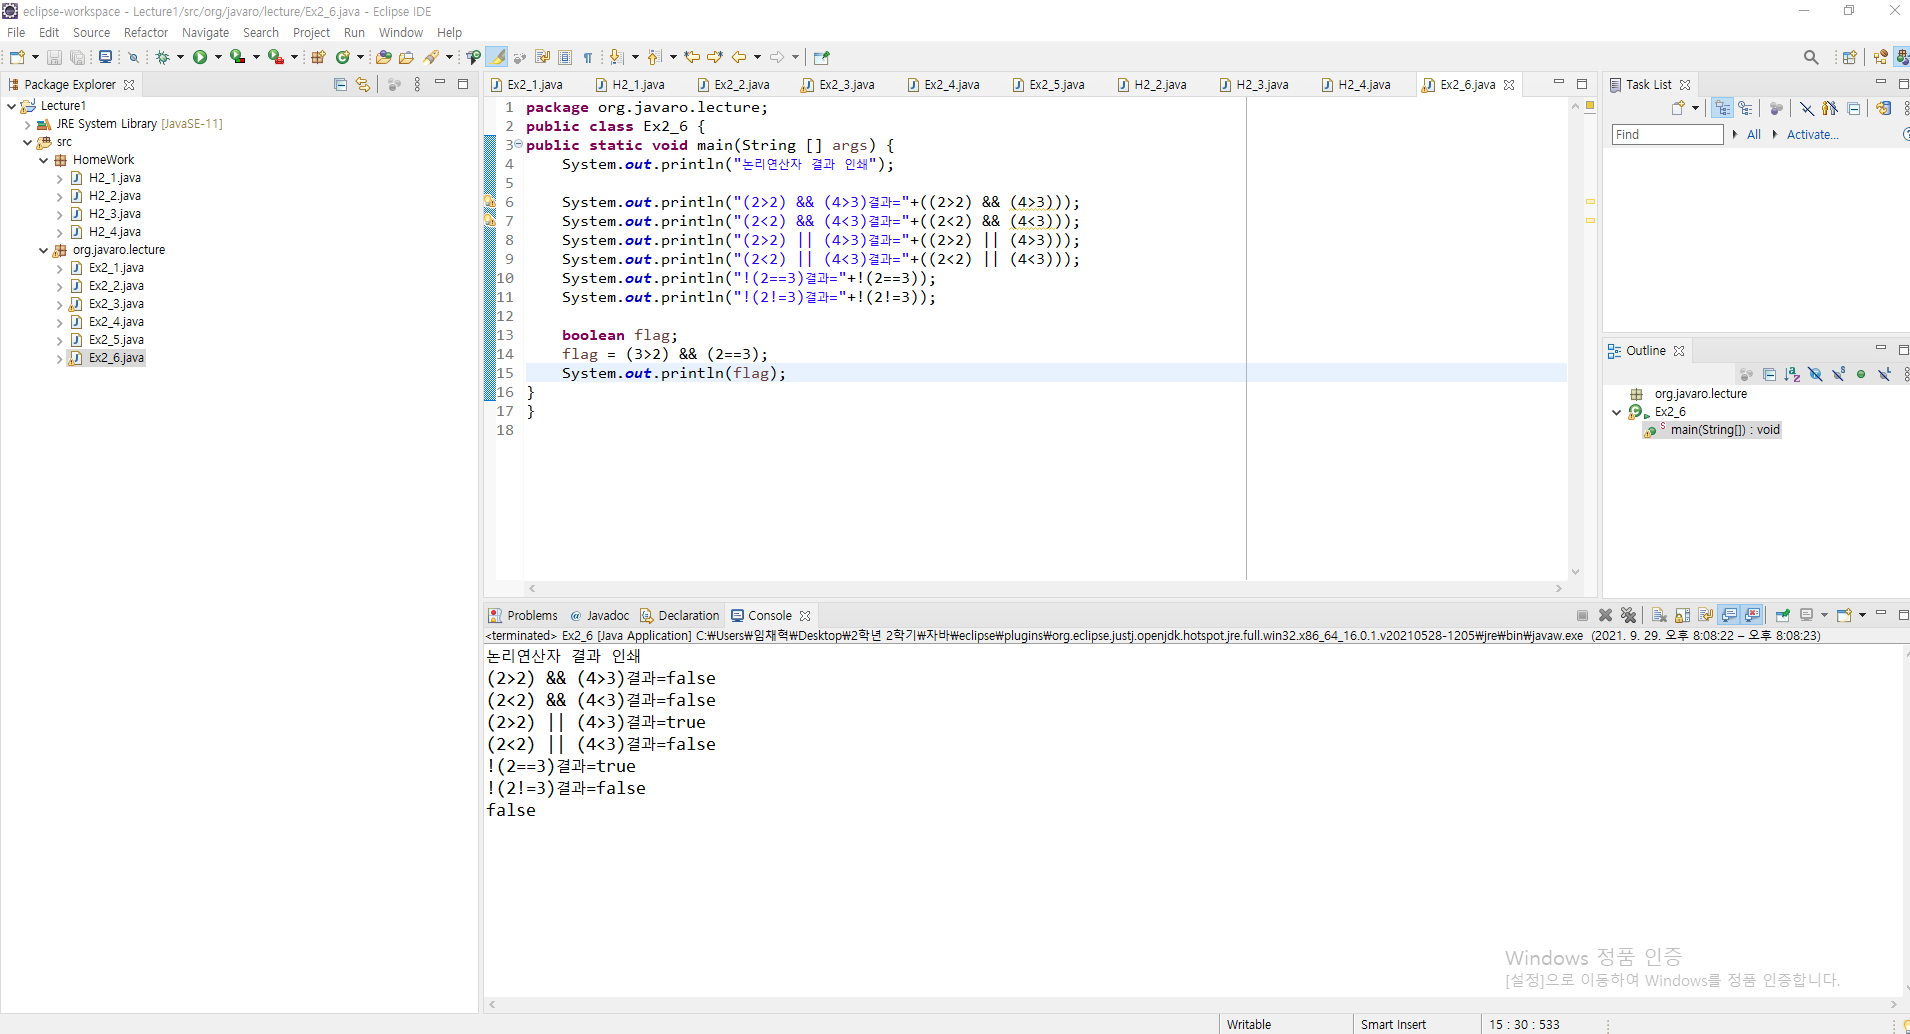 eclipse-workspace - Lecture1/src/org/javaro/lecture/Ex2_6.java - Eclipse IDE
File Edit Source Refactor Navigate Search Project Run Window Help
Package Explorer
Lecture1
JRE System Library [JavaSE-11]
src
HomeWork
H2_1.java
H2_2.java
H2_3.java
H2_4.java
org.javaro.lecture
Ex2_1.java
Ex2_2.java
Ex2_3.java
Ex2_4.java
Ex2_5.java
Ex2_6.java
Ex2_1.java H2_1.java Ex2_2.java Ex2_3.java Ex2_4.java Ex2_5.java H2_2.java H2_3.java H2_4.java Ex2_6.java
1 package org.javaro.lecture;
2 public class Ex2_6 {
3 public static void main(String [] args) {
4 System.out.println("논리연산자 결과 인쇄");
5
6 System.out.println("(2>2) && (4>3)결과="+((2>2) && (4>3)));
7 System.out.println("(2<2) && (4<3)결과="+((2<2) && (4<3)));
8 System.out.println("(2>2) || (4>3)결과="+((2>2) || (4>3)));
9 System.out.println("(2<2) || (4<3)결과="+((2<2) || (4<3)));
10 System.out.println("!(2==3)결과="+!(2==3));
11 System.out.println("!(2!=3)결과="+!(2!=3));
12
13 boolean flag;
14 flag = (3>2) && (2==3);
15 System.out.println(flag);
16 }
17 }
18
Task List
Find All Activate...
Outline
org.javaro.lecture
Ex2_6
main(String[]) : void
Problems Javadoc Declaration Console
<terminated> Ex2_6 [Java Application] C:₩Users₩임채혁₩Desktop₩2학년 2학기₩자바₩eclipse₩plugins₩org.eclipse.justj.openjdk.hotspot.jre.full.win32.x86_64_16.0.1.v20210528-1205₩jre₩bin₩javaw.exe (2021. 9. 29. 오후 8:08:22 – 오후 8:08:23)
논리연산자 결과 인쇄
(2>2) && (4>3)결과=false
(2<2) && (4<3)결과=false
(2>2) || (4>3)결과=true
(2<2) || (4<3)결과=false
!(2==3)결과=true
!(2!=3)결과=false
false
Windows 정품 인증
[설정]으로 이동하여 Windows를 정품 인증합니다.
Writable Smart Insert 15 : 30 : 533